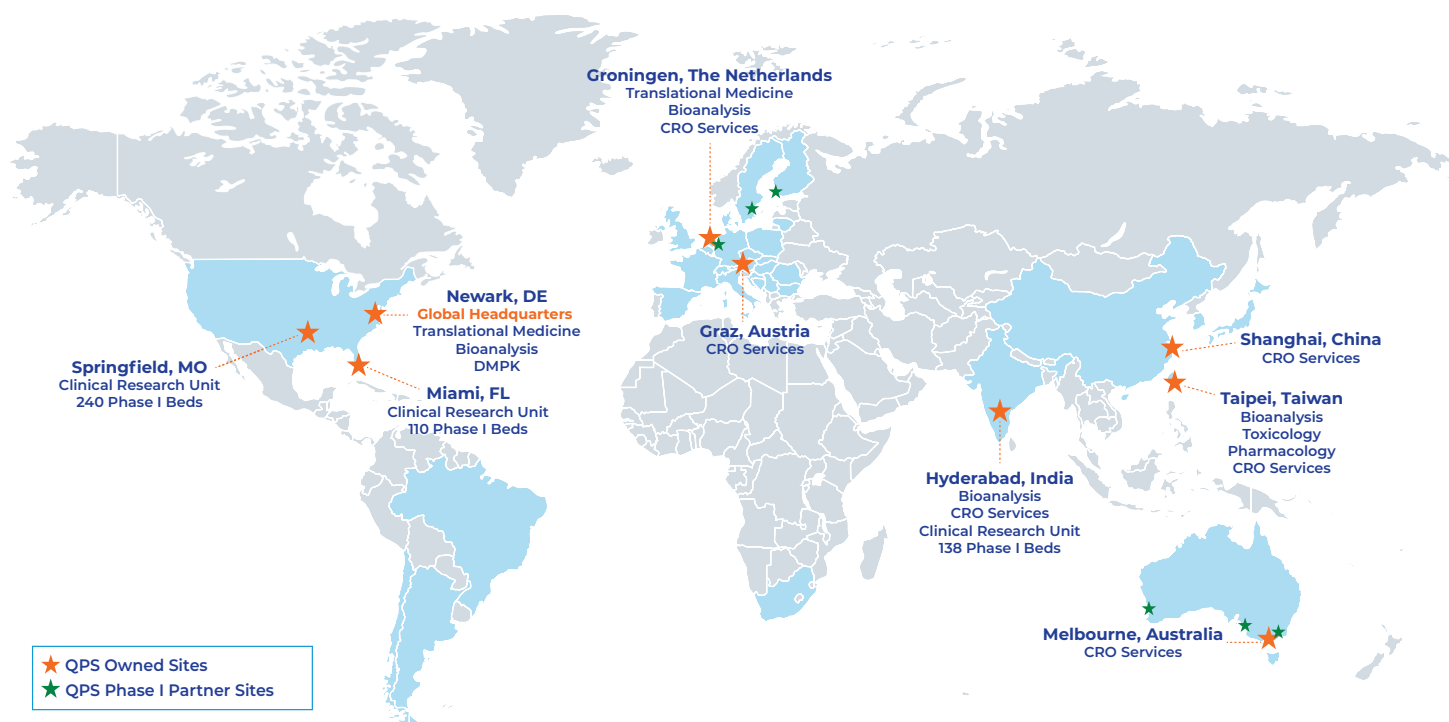 Groningen, The Netherlands
Translational Medicine
Bioanalysis
CRO Services
Newark, DE
Global Headquarters
Translational Medicine
Bioanalysis
DMPK
Springfield, MO
Clinical Research Unit
240 Phase I Beds
Miami, FL
Clinical Research Unit
110 Phase I Beds
Graz, Austria
CRO Services
Shanghai, China
CRO Services
Taipei, Taiwan
Bioanalysis
Toxicology
Pharmacology
CRO Services
Hyderabad, India
Bioanalysis
CRO Services
Clinical Research Unit
138 Phase I Beds
Melbourne, Australia
CRO Services
QPS Owned Sites
QPS Phase I Partner Sites